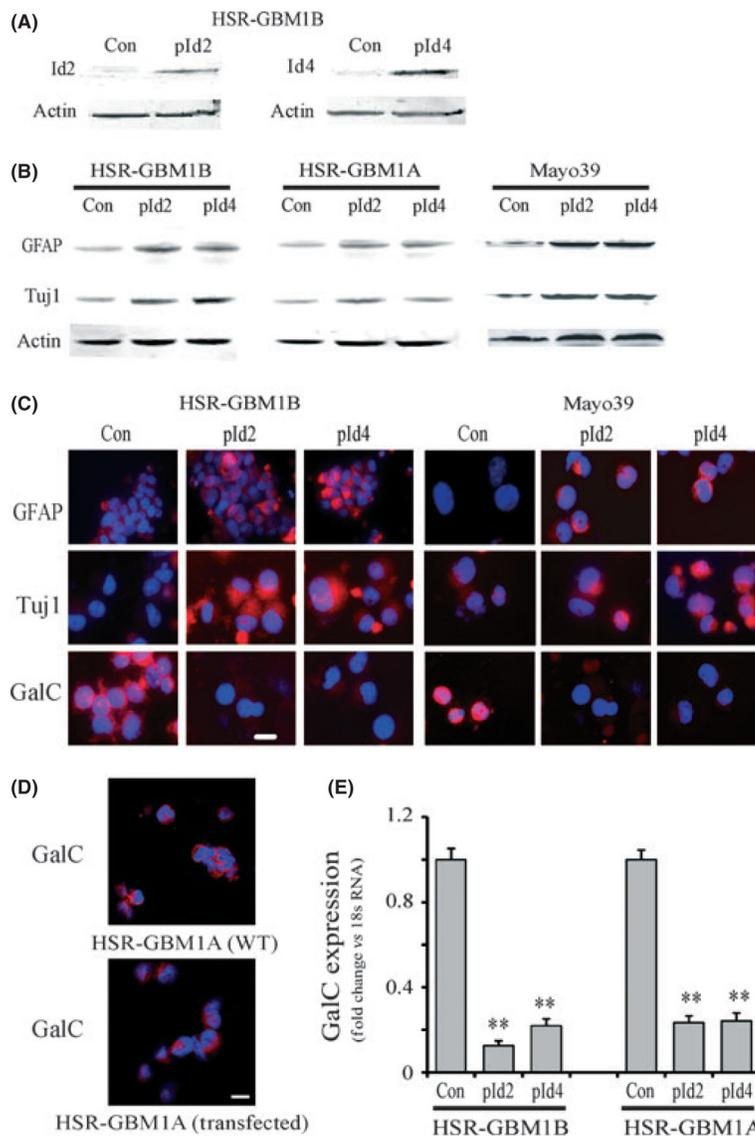 (A)
HSR-GBM1B
Con pId2
Con pId4
Id2
Id4
Actin
Actin
(B)
HSR-GBM1B HSR-GBM1A Mayo39
Con pId2 pId4 Con pId2 pId4 Con pId2 pId4
GFAP
Tuj1
Actin
(C)
HSR-GBM1B Mayo39
Con pId2 pId4 Con pId2 pId4
GFAP
Tuj1
GalC
(D)
GalC
HSR-GBM1A (WT)
GalC
HSR-GBM1A (transfected)
(E)
GalC expression
(fold change vs 18s RNA)
1.2
0.8
0.4
0
** ** ** **
Con pId2 pId4 Con pId2 pId4
HSR-GBM1B HSR-GBM1A